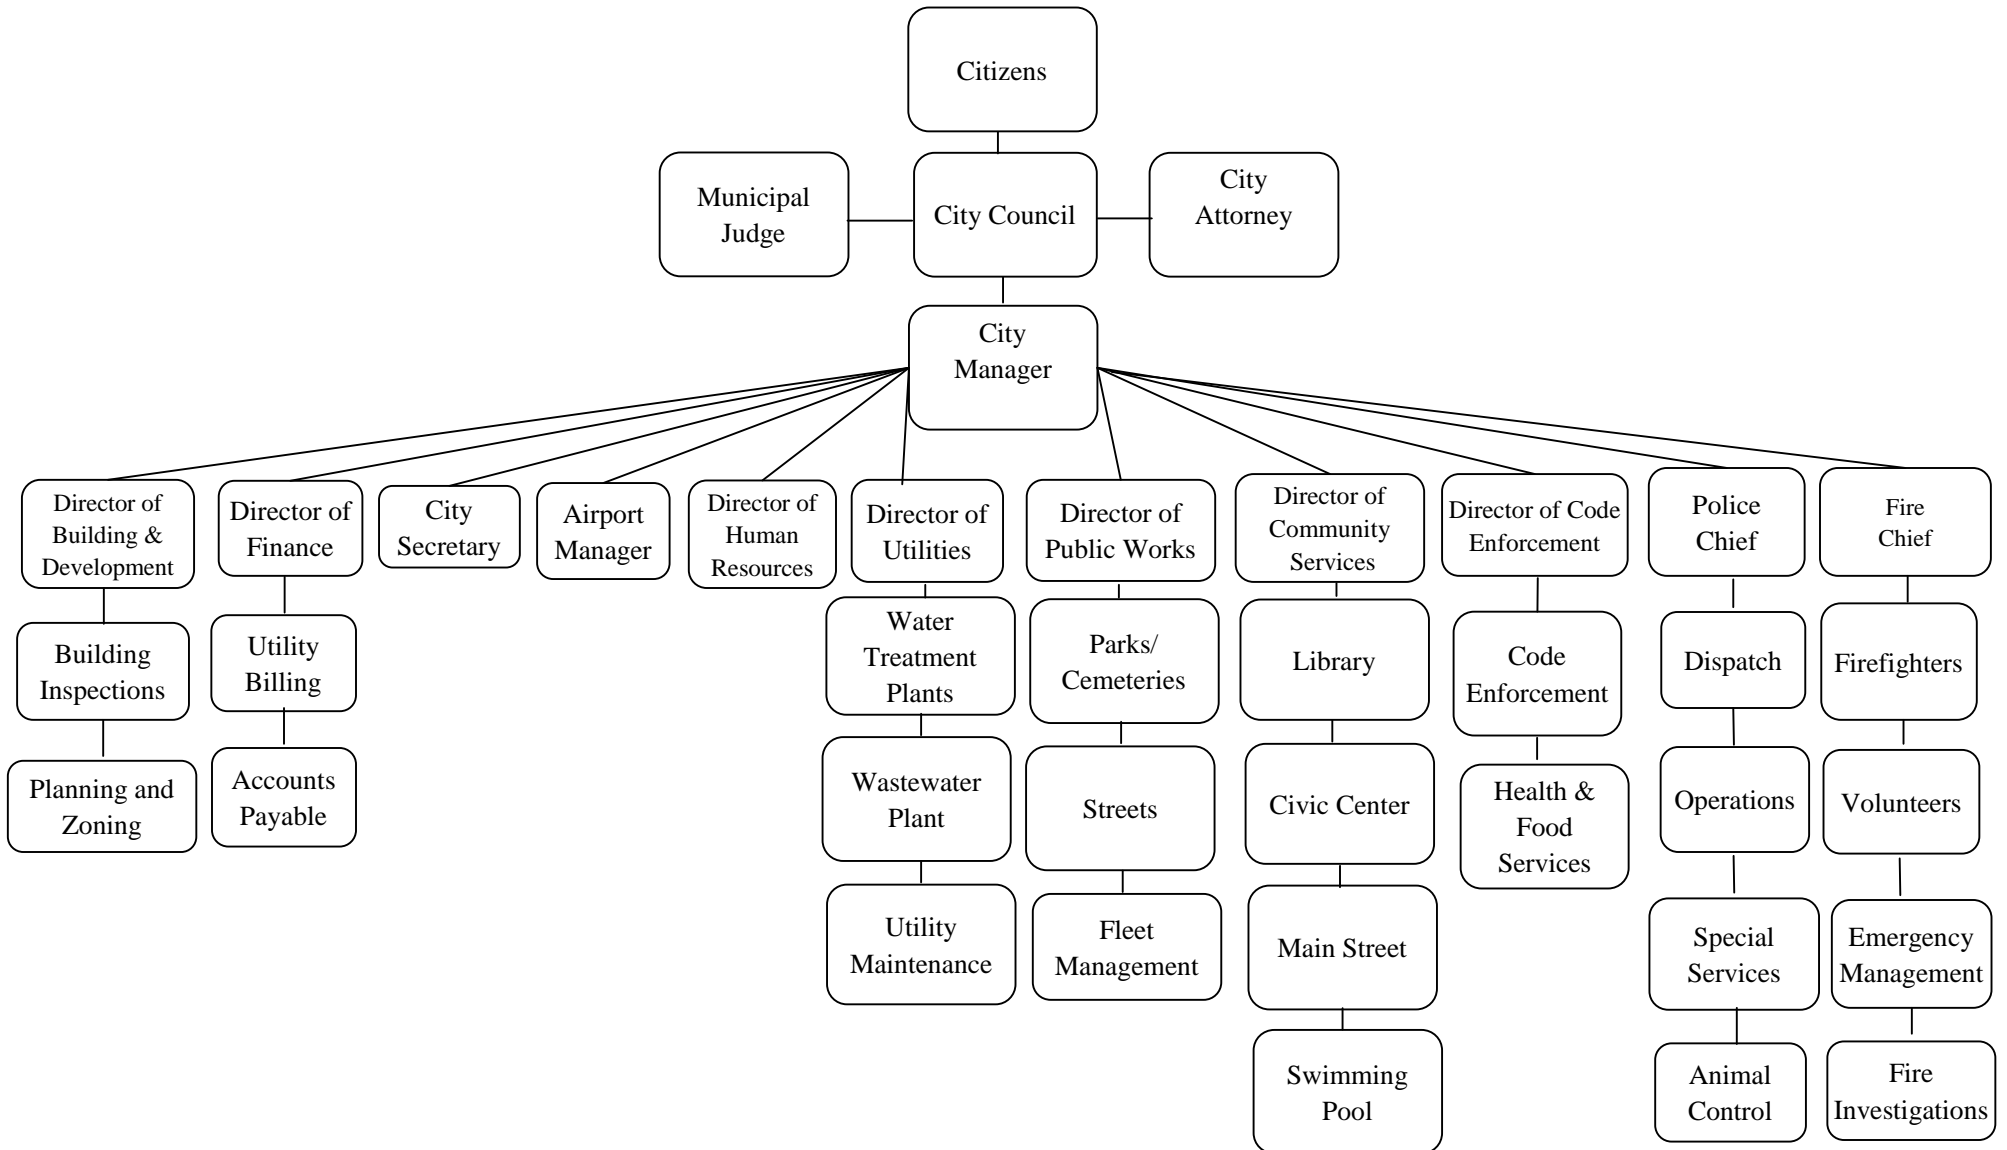 Citizens
Municipal
Judge
City Council
City
Attorney
City
Manager
Director of
Building &
Development
Director of
Finance
City
Secretary
Airport
Manager
Director of
Human
Resources
Director of
Utilities
Director of
Public Works
Director of
Community
Services
Director of Code
Enforcement
Police
Chief
Fire
Chief
Building
Inspections
Utility
Billing
Water
Treatment
Plants
Parks/
Cemeteries
Library
Code
Enforcement
Dispatch
Firefighters
Planning and
Zoning
Accounts
Payable
Wastewater
Plant
Streets
Civic Center
Health &
Food
Services
Operations
Volunteers
Utility
Maintenance
Fleet
Management
Main Street
Special
Services
Emergency
Management
Swimming
Pool
Animal
Control
Fire
Investigations